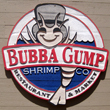 BUBBA GUMP
SHRIMP CO.
RESTAURANT & MARKET